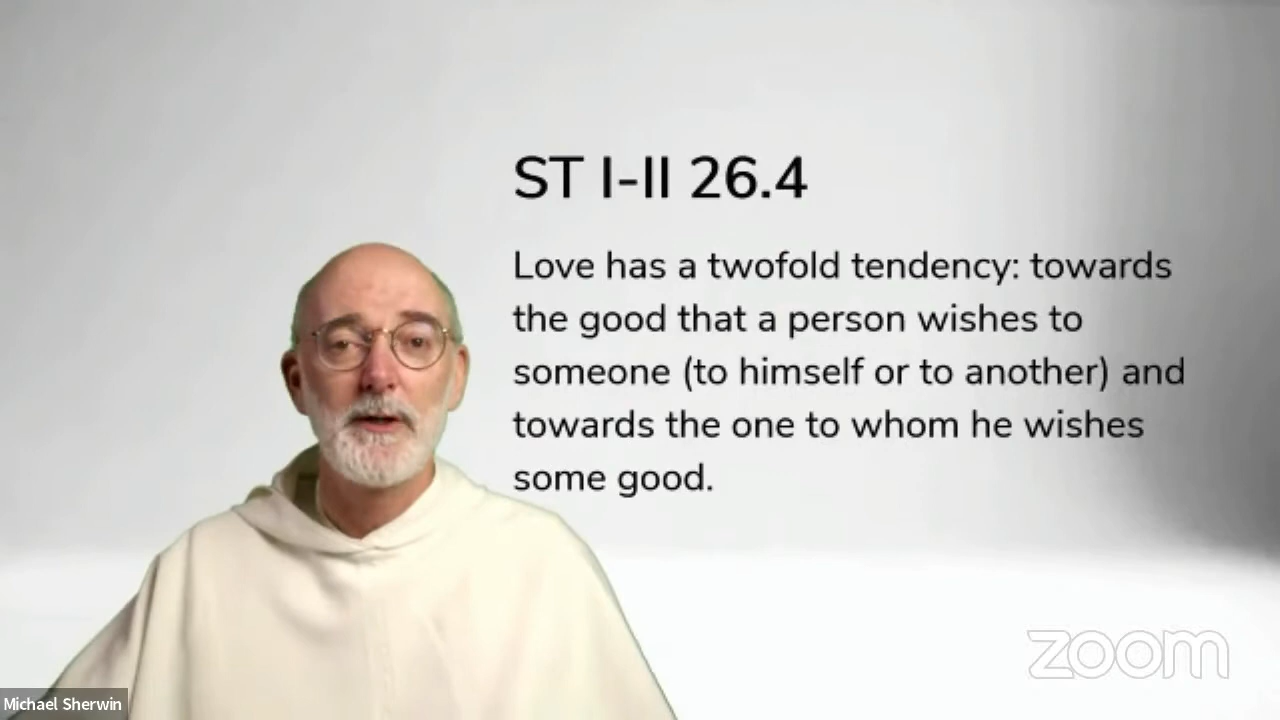 ST I-II 26.4
Love has a twofold tendency: towards
the good that a person wishes to
someone (to himself or to another) and
towards the one to whom he wishes
some good.
zoom
Michael Sherwin